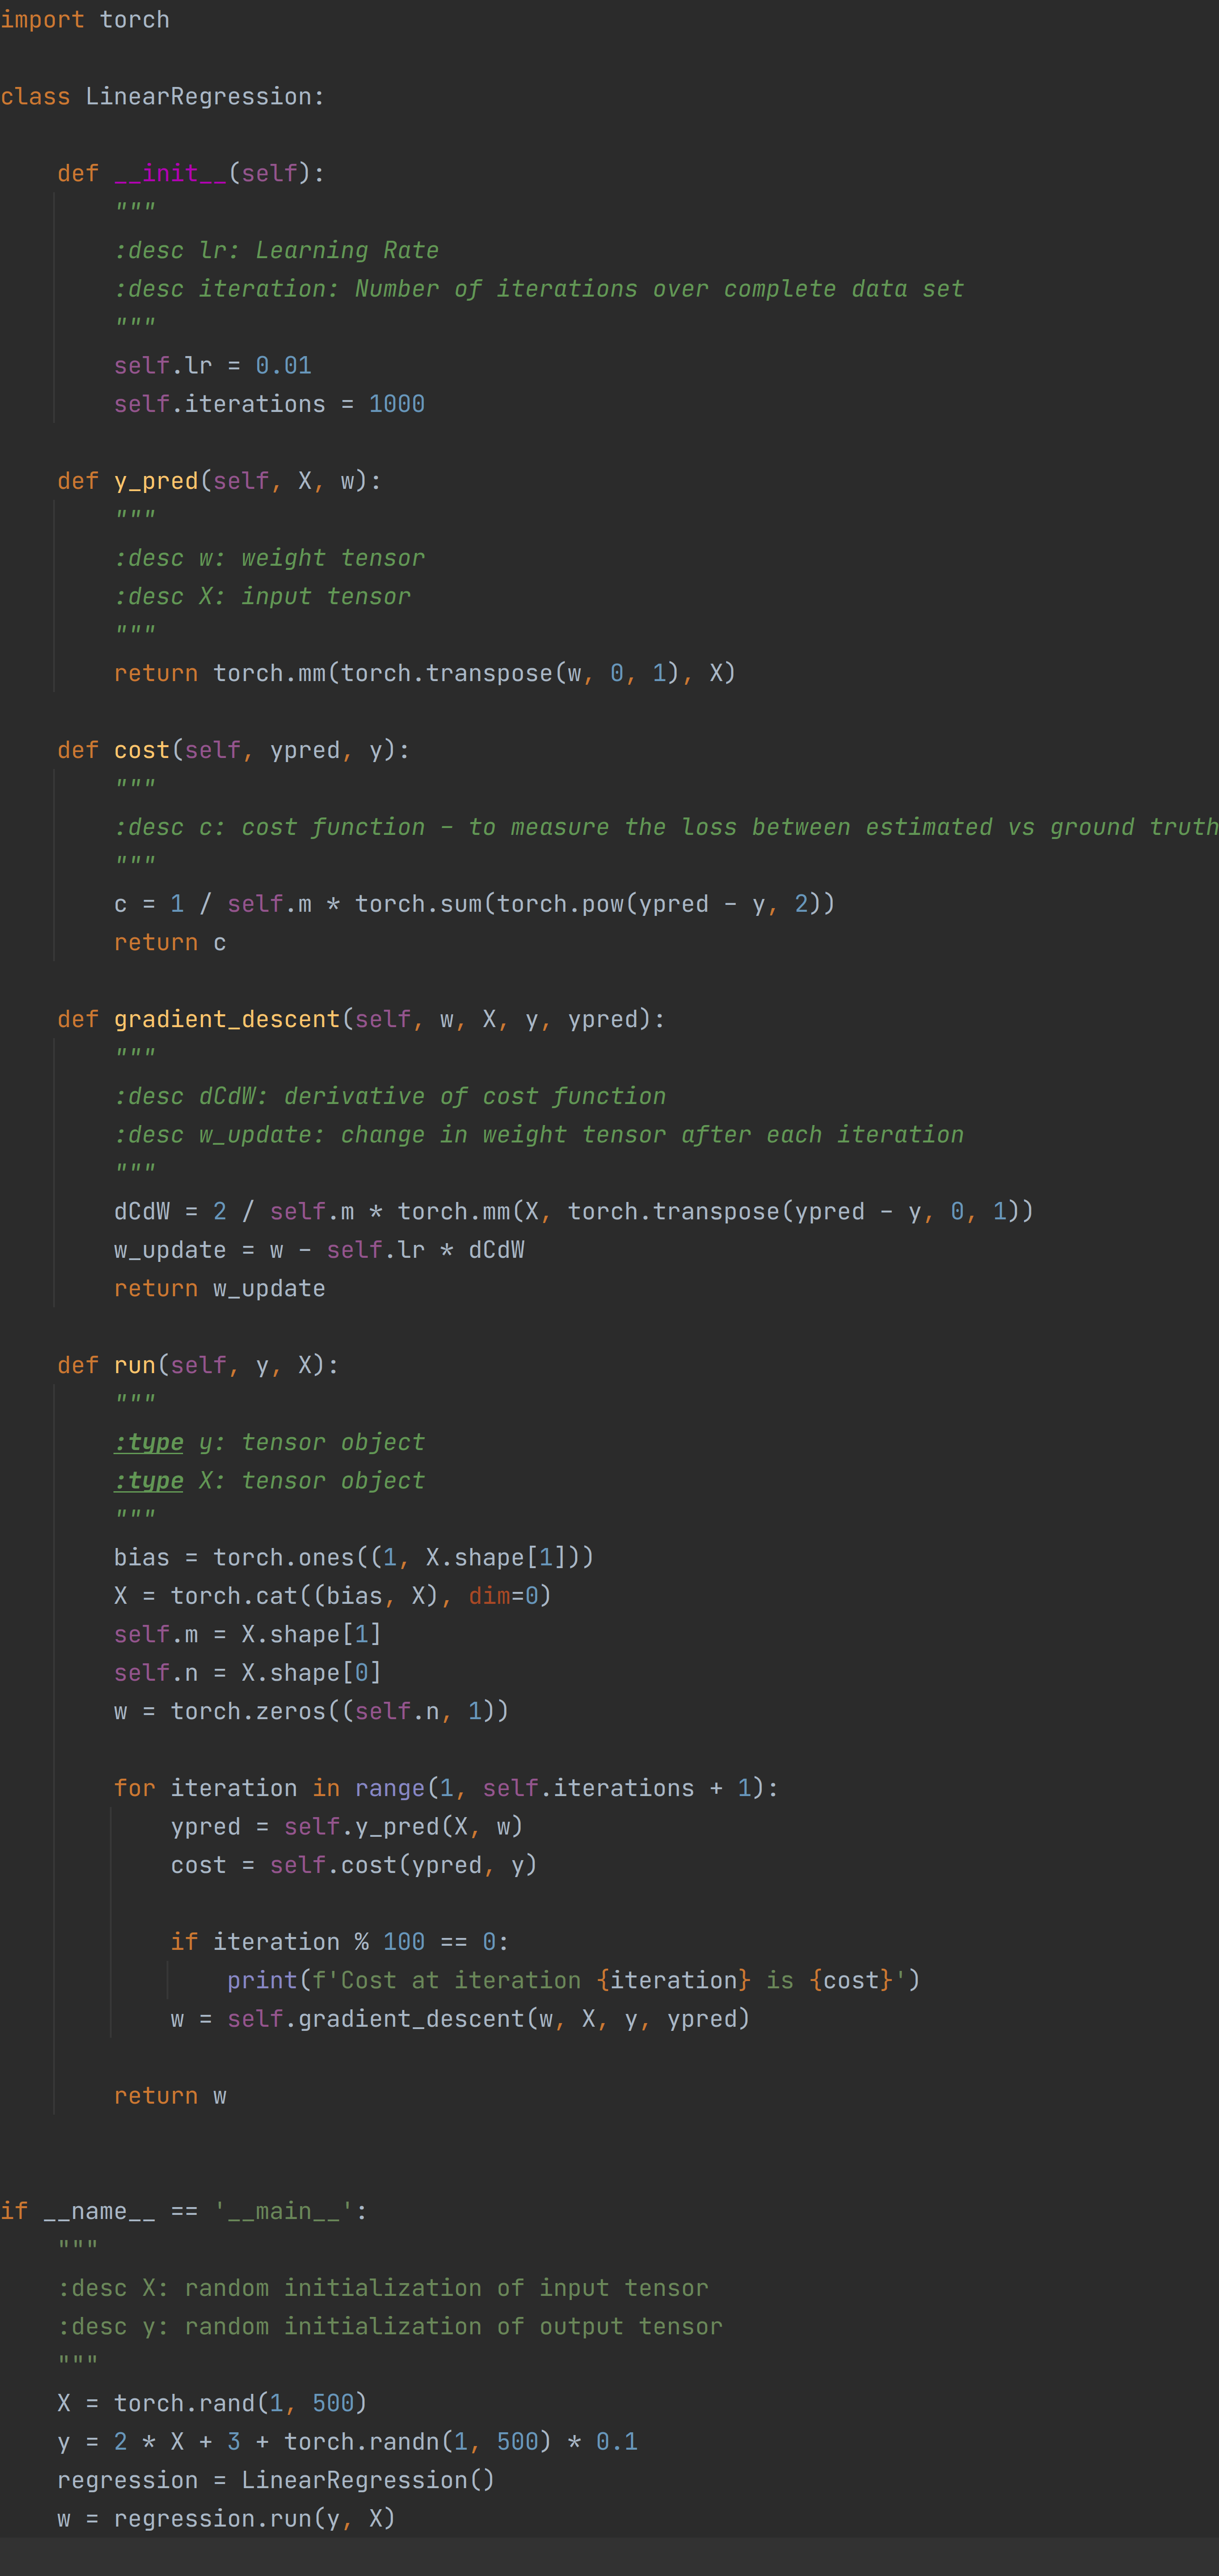 import torch

class LinearRegression:

    def __init__(self):
        """
        :desc lr: Learning Rate
        :desc iteration: Number of iterations over complete data set
        """
        self.lr = 0.01
        self.iterations = 1000

    def y_pred(self, X, w):
        """
        :desc w: weight tensor
        :desc X: input tensor
        """
        return torch.mm(torch.transpose(w, 0, 1), X)

    def cost(self, ypred, y):
        """
        :desc c: cost function - to measure the loss between estimated vs ground truth
        """
        c = 1 / self.m * torch.sum(torch.pow(ypred - y, 2))
        return c

    def gradient_descent(self, w, X, y, ypred):
        """
        :desc dCdW: derivative of cost function
        :desc w_update: change in weight tensor after each iteration
        """
        dCdW = 2 / self.m * torch.mm(X, torch.transpose(ypred - y, 0, 1))
        w_update = w - self.lr * dCdW
        return w_update

    def run(self, y, X):
        """
        :type y: tensor object
        :type X: tensor object
        """
        bias = torch.ones((1, X.shape[1]))
        X = torch.cat((bias, X), dim=0)
        self.m = X.shape[1]
        self.n = X.shape[0]
        w = torch.zeros((self.n, 1))

        for iteration in range(1, self.iterations + 1):
            ypred = self.y_pred(X, w)
            cost = self.cost(ypred, y)

            if iteration % 100 == 0:
                print(f'Cost at iteration {iteration} is {cost}')
            w = self.gradient_descent(w, X, y, ypred)

        return w


if __name__ == '__main__':
    """
    :desc X: random initialization of input tensor
    :desc y: random initialization of output tensor
    """
    X = torch.rand(1, 500)
    y = 2 * X + 3 + torch.randn(1, 500) * 0.1
    regression = LinearRegression()
    w = regression.run(y, X)